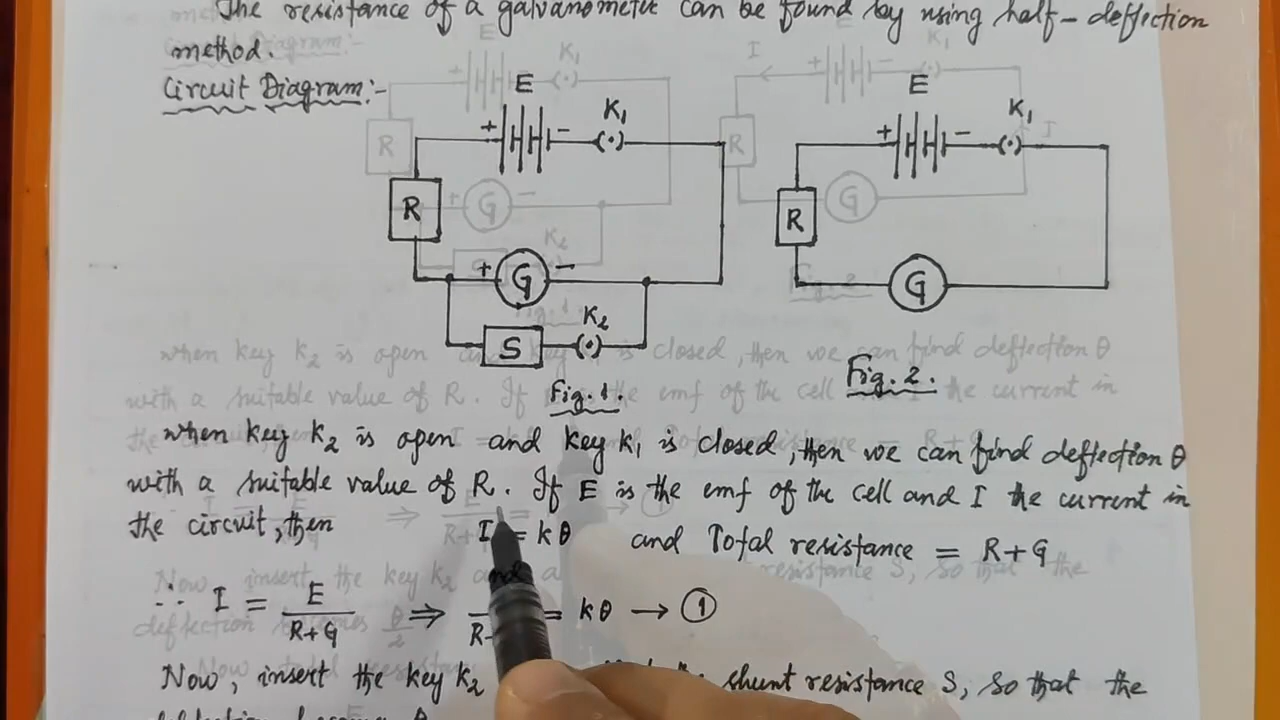 The resistance of a galvanometer can be found by using half-deflection
method.
Circuit Diagram:-
E
K₁
+ -
R
+ G -
K₂
S
Fig. 1.
E
K₁
+ -
R
G
Fig. 2.
when key K₂ is open and key K₁ is closed, then we can find deflection θ
with a suitable value of R. If E is the emf of the cell and I the current in
the circuit, then I = kθ and Total resistance = R+G
∴ I = E/R+G ⇒ = kθ → ①
Now, insert the key K₂ shunt resistance S, so that the